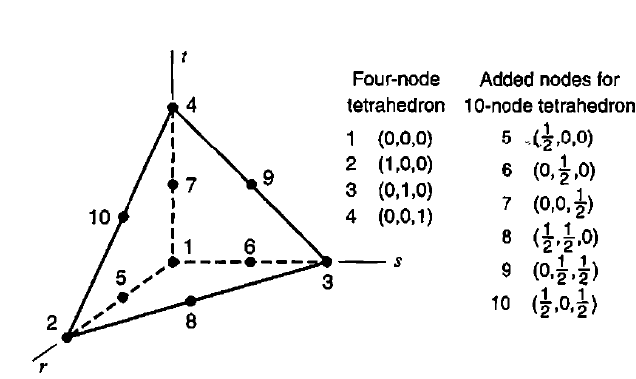 t
4
7
9
10
1
6
s
5
3
2
8
r
Four-node
tetrahedron
1 (0,0,0)
2 (1,0,0)
3 (0,1,0)
4 (0,0,1)
Added nodes for
10-node tetrahedron
5 (½,0,0)
6 (0,½,0)
7 (0,0,½)
8 (½,½,0)
9 (0,½,½)
10 (½,0,½)